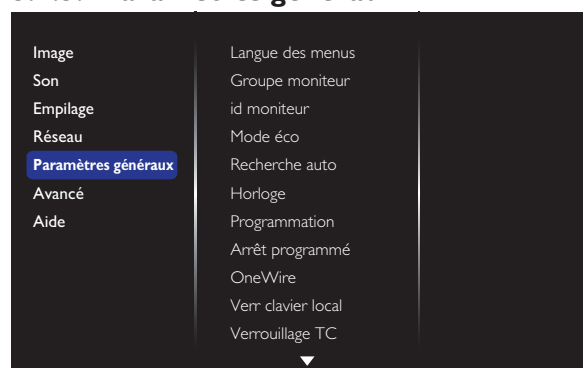 Image
Son
Empilage
Réseau
Paramètres généraux
Avancé
Aide
Langue des menus
Groupe moniteur
id moniteur
Mode éco
Recherche auto
Horloge
Programmation
Arrêt programmé
OneWire
Verr clavier local
Verrouillage TC